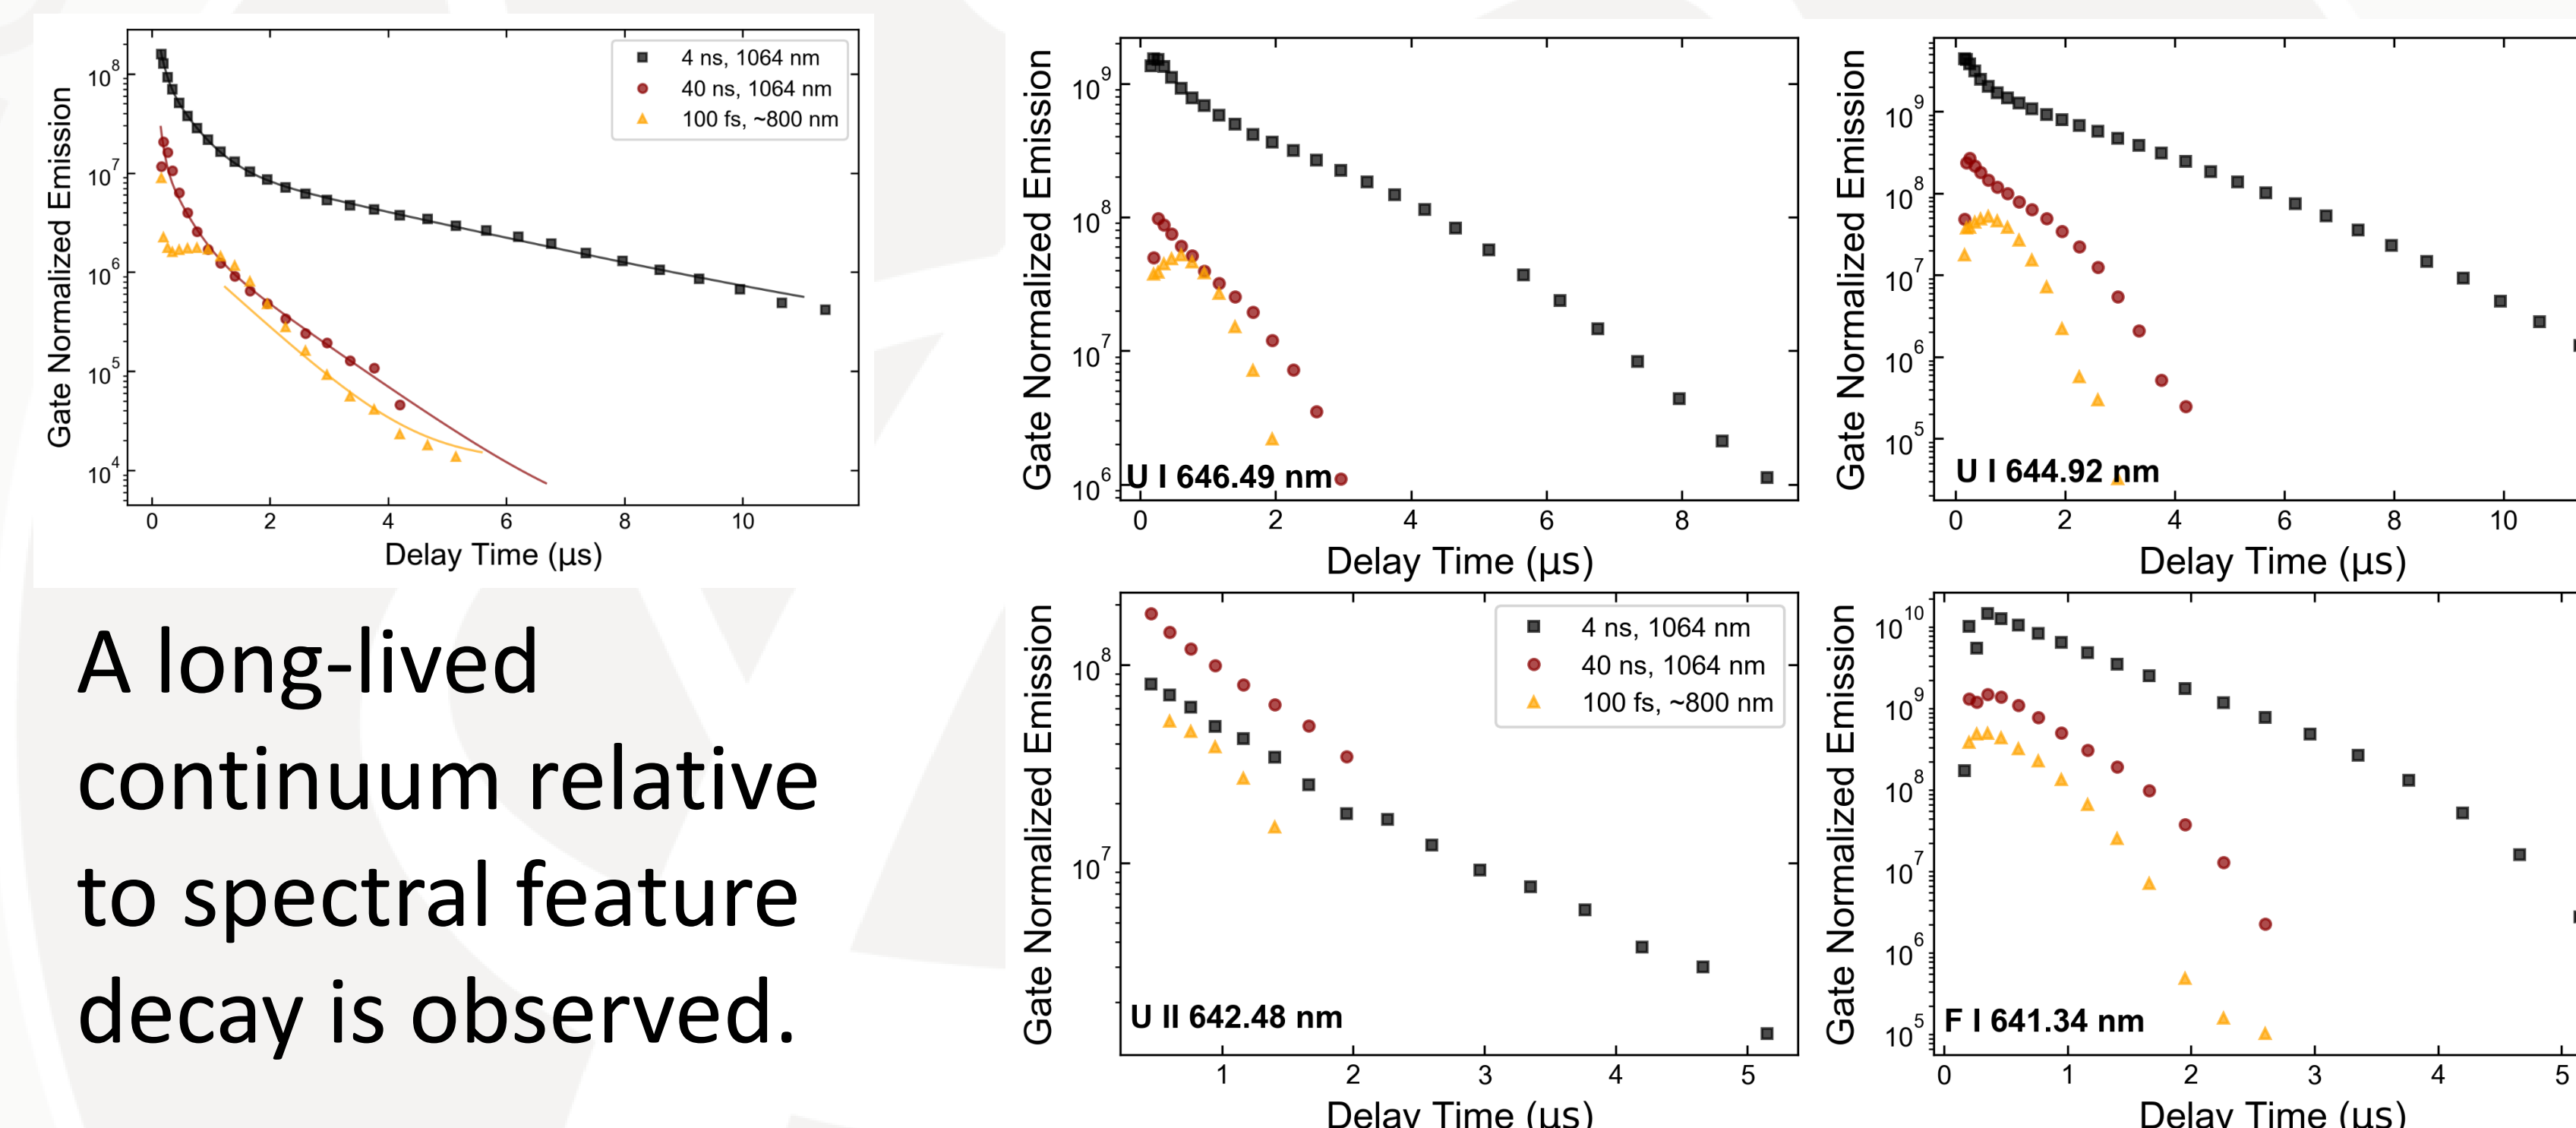 4 ns, 1064 nm
40 ns, 1064 nm
100 fs, ~800 nm
Gate Normalized Emission
10^8
10^7
10^6
10^5
10^4
0 2 4 6 8 10
Delay Time (μs)
A long-lived
continuum relative
to spectral feature
decay is observed.
Gate Normalized Emission
10^9
10^8
10^7
10^6
U I 646.49 nm
0 2 4 6 8
Delay Time (μs)
Gate Normalized Emission
10^9
10^8
10^7
10^6
10^5
U I 644.92 nm
0 2 4 6 8 10
Delay Time (μs)
Gate Normalized Emission
4 ns, 1064 nm
40 ns, 1064 nm
100 fs, ~800 nm
10^8
10^7
U II 642.48 nm
1 2 3 4 5
Delay Time (μs)
Gate Normalized Emission
10^10
10^9
10^8
10^7
10^6
10^5
F I 641.34 nm
0 1 2 3 4 5
Delay Time (μs)